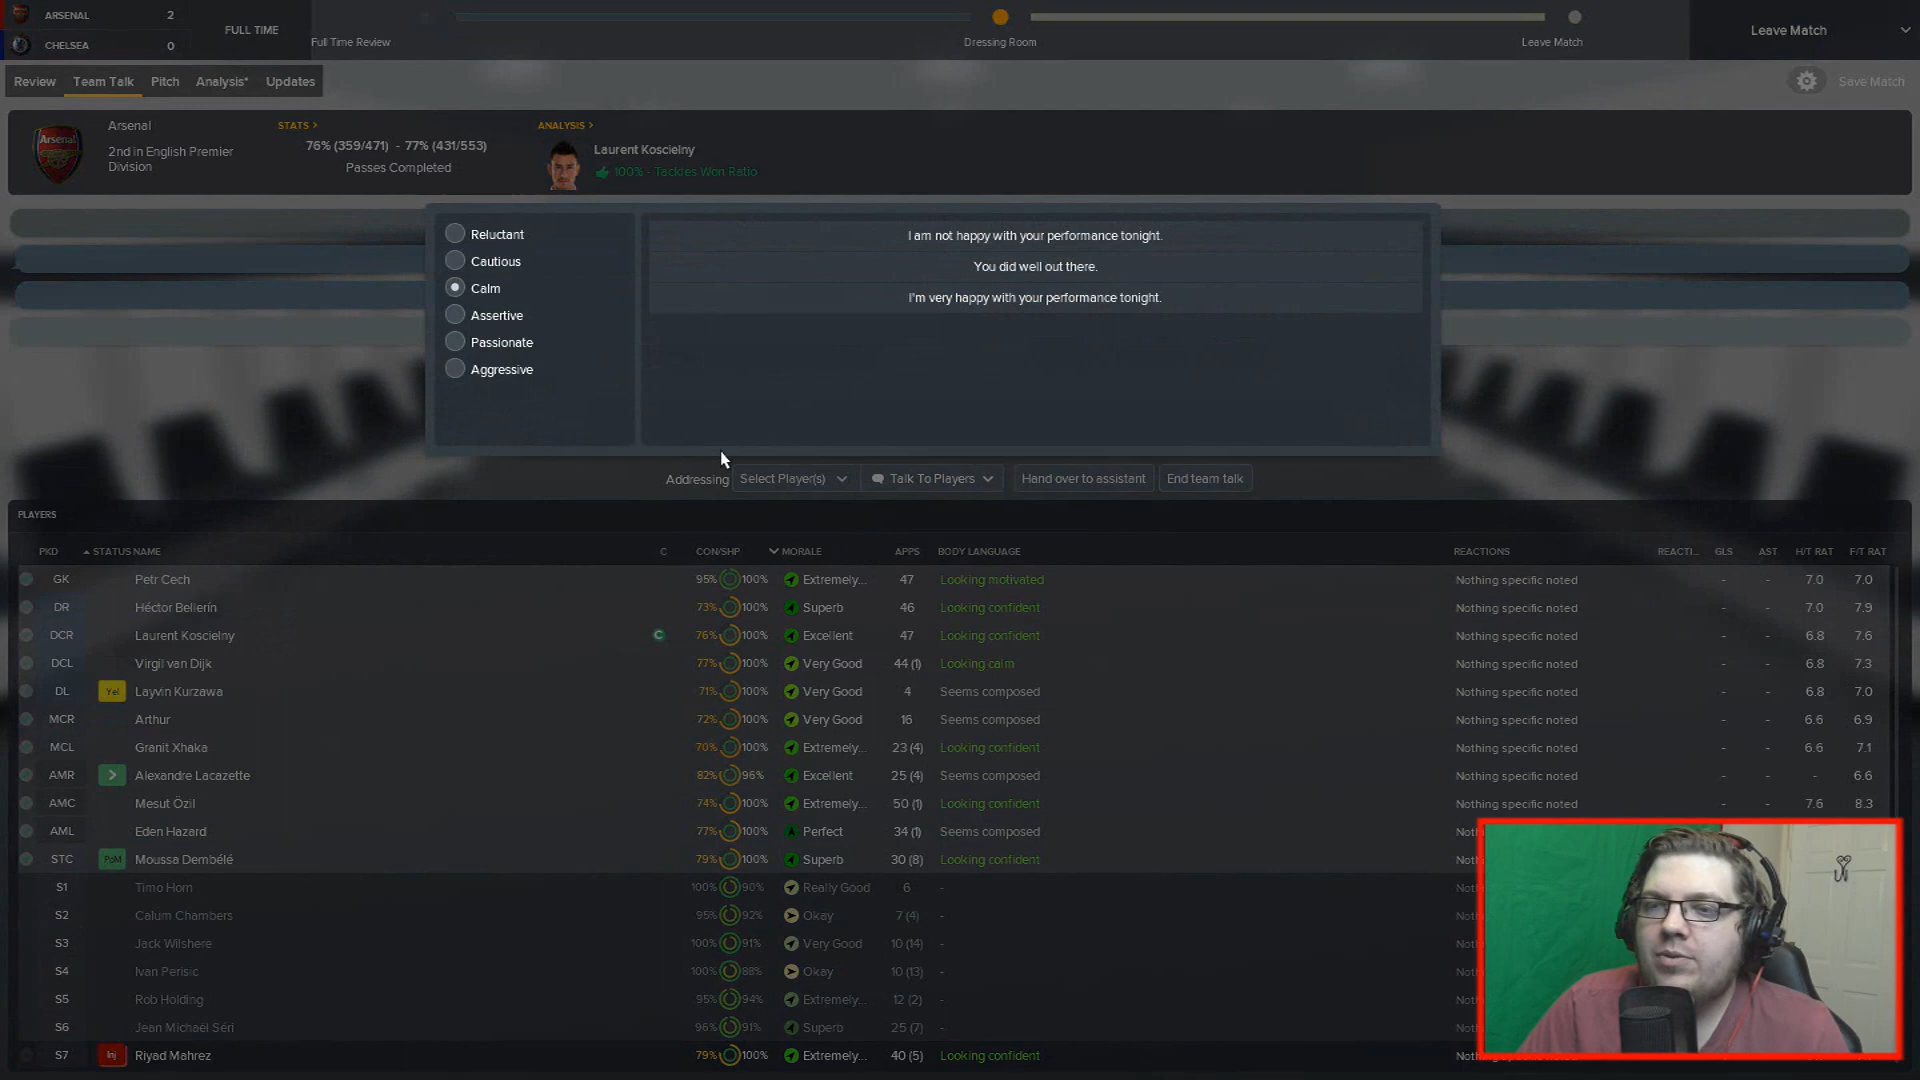 ARSENAL 2
CHELSEA 0
FULL TIME
Full Time Review
Dressing Room
Leave Match
Leave Match
Review Team Talk Pitch Analysis* Updates
Save Match
Arsenal
2nd in English Premier
Division
STATS >
76% (359/471) - 77% (431/553)
Passes Completed
ANALYSIS >
Laurent Koscielny
100% - Tackles Won Ratio
Reluctant
Cautious
Calm
Assertive
Passionate
Aggressive
I am not happy with your performance tonight.
You did well out there.
I'm very happy with your performance tonight.
Addressing Select Player(s) Talk To Players Hand over to assistant End team talk
PLAYERS
PKD STATUS NAME C CON/SHP MORALE APPS BODY LANGUAGE REACTIONS REACTI... GLS AST H/T RAT F/T RAT
GK Petr Cech 95% 100% Extremely... 47 Looking motivated Nothing specific noted - - 7.0 7.0
DR Héctor Bellerín 73% 100% Superb 46 Looking confident Nothing specific noted - - 7.0 7.9
DCR Laurent Koscielny C 76% 100% Excellent 47 Looking confident Nothing specific noted - - 6.8 7.6
DCL Virgil van Dijk 77% 100% Very Good 44 (1) Looking calm Nothing specific noted - - 6.8 7.3
DL Yel Layvin Kurzawa 71% 100% Very Good 4 Seems composed Nothing specific noted - - 6.8 7.0
MCR Arthur 72% 100% Very Good 16 Seems composed Nothing specific noted - - 6.6 6.9
MCL Granit Xhaka 70% 100% Extremely... 23 (4) Looking confident Nothing specific noted - - 6.6 7.1
AMR Alexandre Lacazette 82% 96% Excellent 25 (4) Seems composed Nothing specific noted - - - 6.6
AMC Mesut Özil 74% 100% Extremely... 50 (1) Looking confident Nothing specific noted - - 7.6 8.3
AML Eden Hazard 77% 100% Perfect 34 (1) Seems composed
STC PoM Moussa Dembélé 79% 100% Superb 30 (8) Looking confident
S1 Timo Horn 100% 90% Really Good 6 -
S2 Calum Chambers 95% 92% Okay 7 (4) -
S3 Jack Wilshere 100% 91% Very Good 10 (14) -
S4 Ivan Perisic 100% 88% Okay 10 (13) -
S5 Rob Holding 95% 94% Extremely... 12 (2) -
S6 Jean Michaël Séri 96% 91% Superb 25 (7) -
S7 Inj Riyad Mahrez 79% 100% Extremely... 40 (5) Looking confident